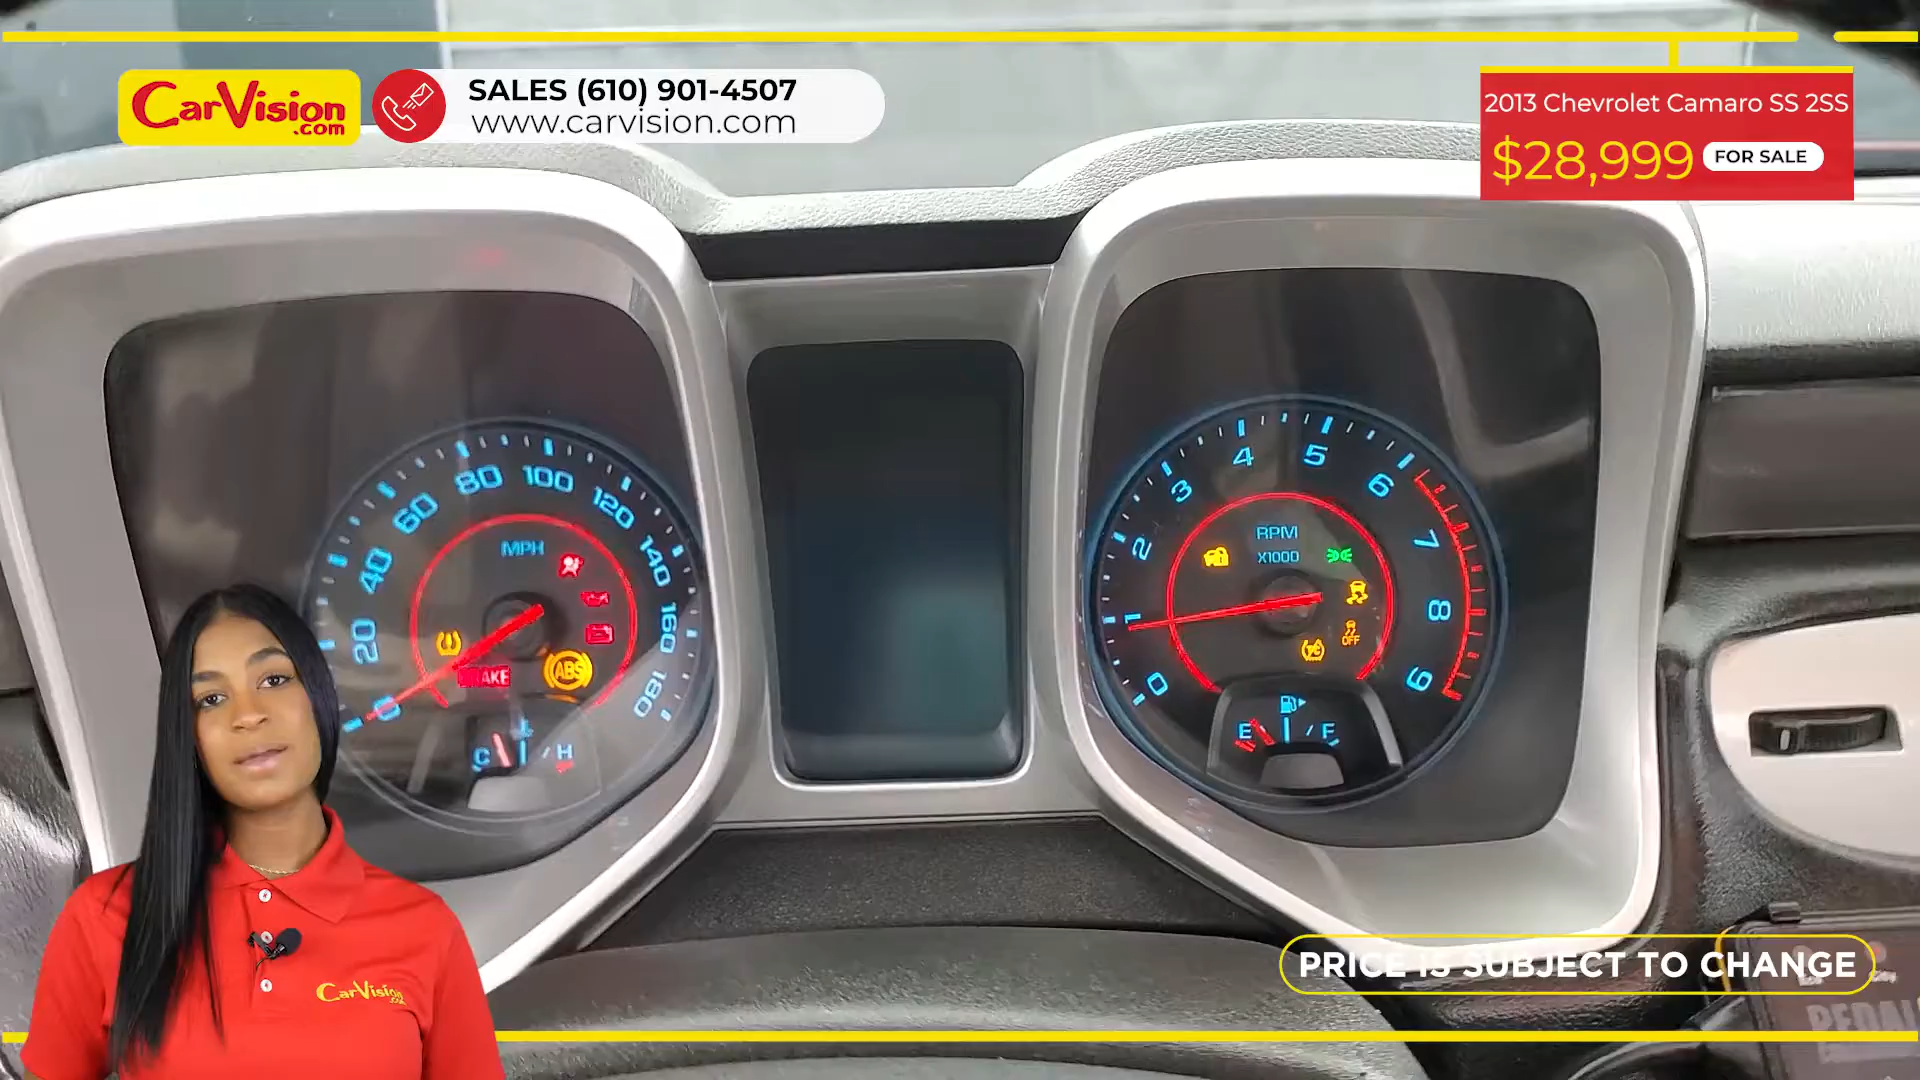 CarVision
.com
SALES (610) 901-4507
www.carvision.com
2013 Chevrolet Camaro SS 2SS
$28,999 FOR SALE
0 20 40 60 80 100 120 140 160 180
MPH
ABS
C H
0 1 2 3 4 5 6 7 8 9
RPM
X1000
OFF
E F
CarVision
PRICE iS SUBJECT TO CHANGE